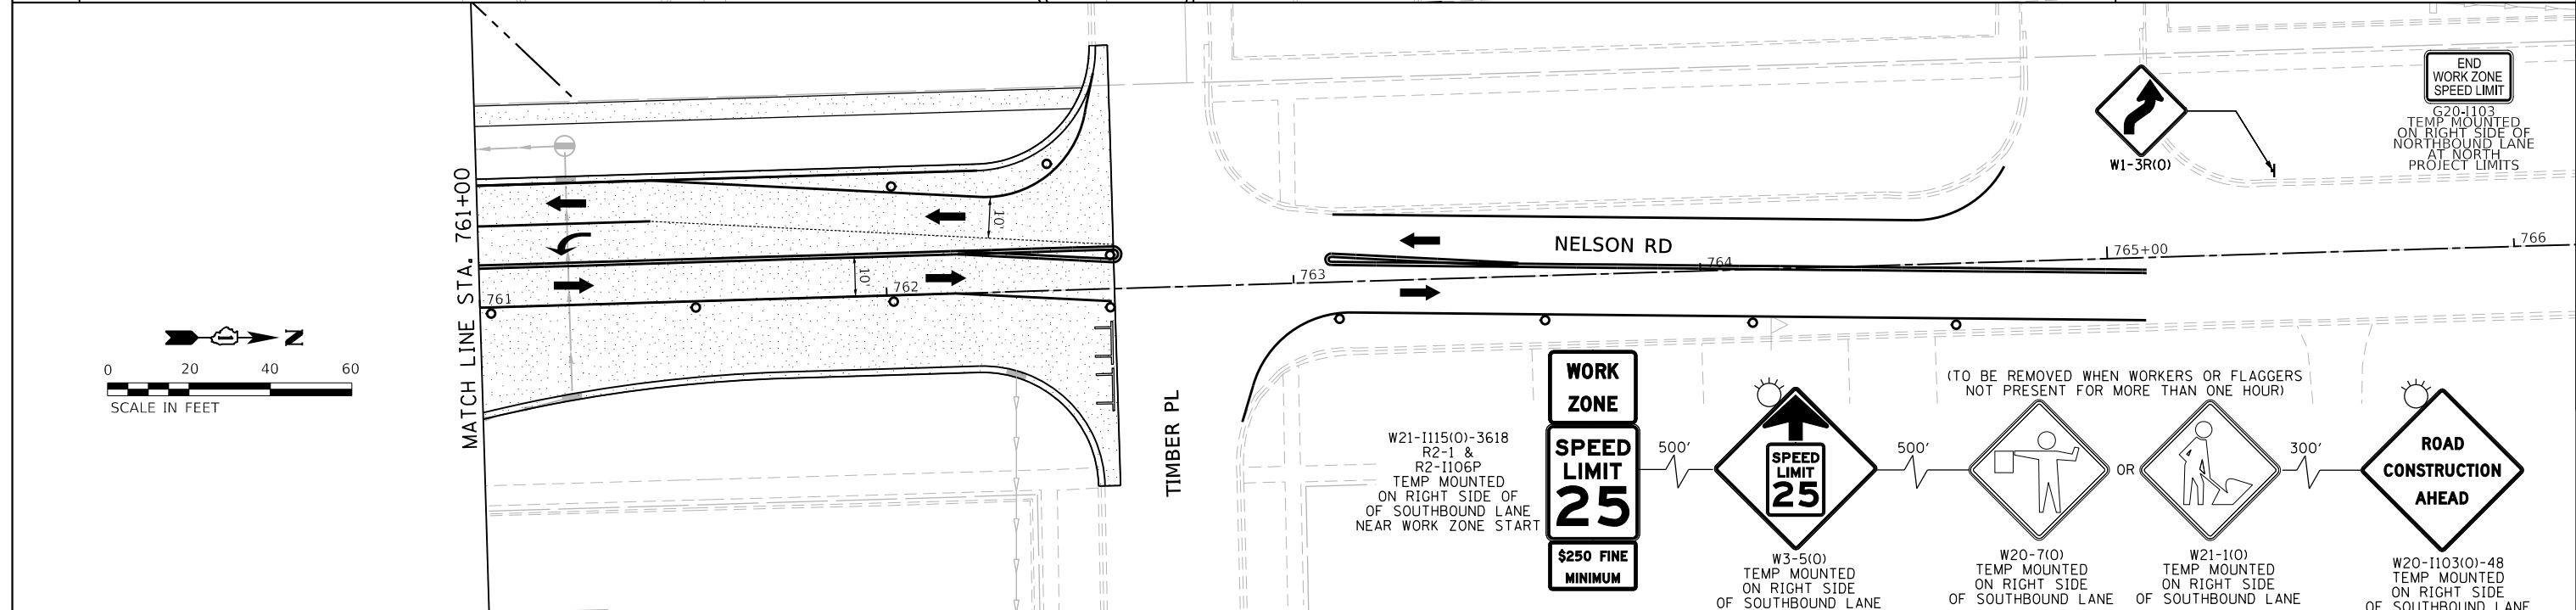 MATCH LINE STA. 761+00
N
0 20 40 60
SCALE IN FEET
761
762
763
764
765+00
766
10'
10'
NELSON RD
TIMBER PL
W1-3R(O)
END
WORK ZONE
SPEED LIMIT
G20-I103
TEMP MOUNTED
ON RIGHT SIDE OF
NORTHBOUND LANE
AT NORTH
PROJECT LIMITS
W21-I115(O)-3618
R2-1 &
R2-I106P
TEMP MOUNTED
ON RIGHT SIDE OF
OF SOUTHBOUND LANE
NEAR WORK ZONE START
WORK
ZONE
SPEED
LIMIT
25
$250 FINE
MINIMUM
500'
SPEED
LIMIT
25
W3-5(O)
TEMP MOUNTED
ON RIGHT SIDE
OF SOUTHBOUND LANE
500'
(TO BE REMOVED WHEN WORKERS OR FLAGGERS
NOT PRESENT FOR MORE THAN ONE HOUR)
W20-7(O)
TEMP MOUNTED
ON RIGHT SIDE
OF SOUTHBOUND LANE
OR
W21-1(O)
TEMP MOUNTED
ON RIGHT SIDE
OF SOUTHBOUND LANE
300'
ROAD
CONSTRUCTION
AHEAD
W20-I103(O)-48
TEMP MOUNTED
ON RIGHT SIDE
OF SOUTHBOUND LANE